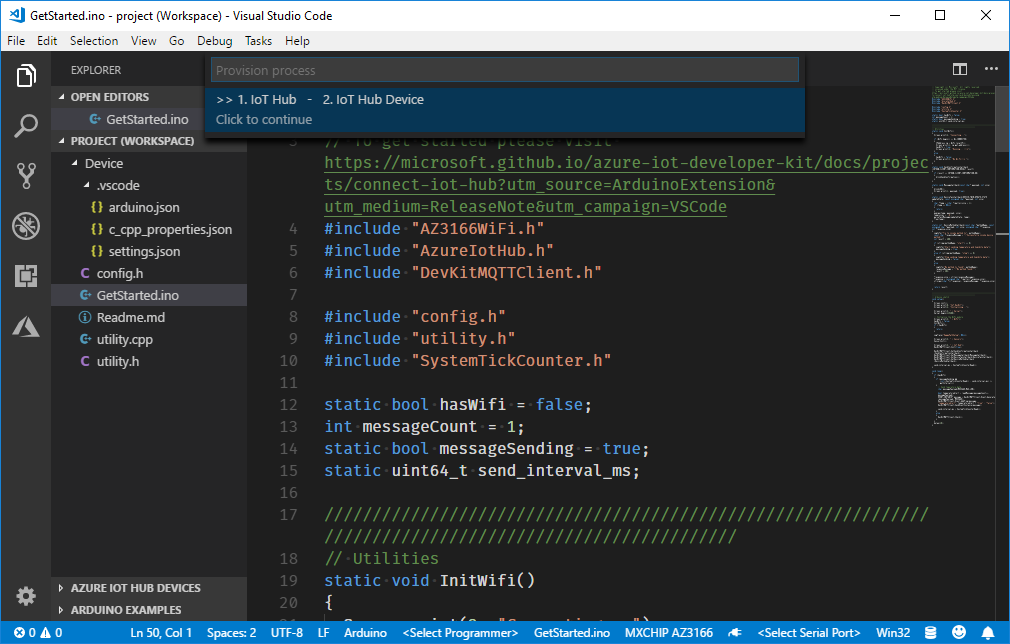 GetStarted.ino - project (Workspace) - Visual Studio Code
File Edit Selection View Go Debug Tasks Help
EXPLORER
OPEN EDITORS
GetStarted.ino
PROJECT (WORKSPACE)
Device
.vscode
arduino.json
c_cpp_properties.json
settings.json
config.h
GetStarted.ino
Readme.md
utility.cpp
utility.h
AZURE IOT HUB DEVICES
ARDUINO EXAMPLES
Provision process
>> 1. IoT Hub - 2. IoT Hub Device
Click to continue
3 // To get started please visit
https://microsoft.github.io/azure-iot-developer-kit/docs/projec
ts/connect-iot-hub?utm_source=ArduinoExtension&
utm_medium=ReleaseNote&utm_campaign=VSCode
4 #include "AZ3166WiFi.h"
5 #include "AzureIotHub.h"
6 #include "DevKitMQTTClient.h"
7
8 #include "config.h"
9 #include "utility.h"
10 #include "SystemTickCounter.h"
11
12 static bool hasWifi = false;
13 int messageCount = 1;
14 static bool messageSending = true;
15 static uint64_t send_interval_ms;
16
17 ///////////////////////////////////////////////////////////////
///////////////////////////////////////////
18 // Utilities
19 static void InitWifi()
20 {
0 0 Ln 50, Col 1 Spaces: 2 UTF-8 LF Arduino <Select Programmer> GetStarted.ino MXCHIP AZ3166 <Select Serial Port> Win32 0